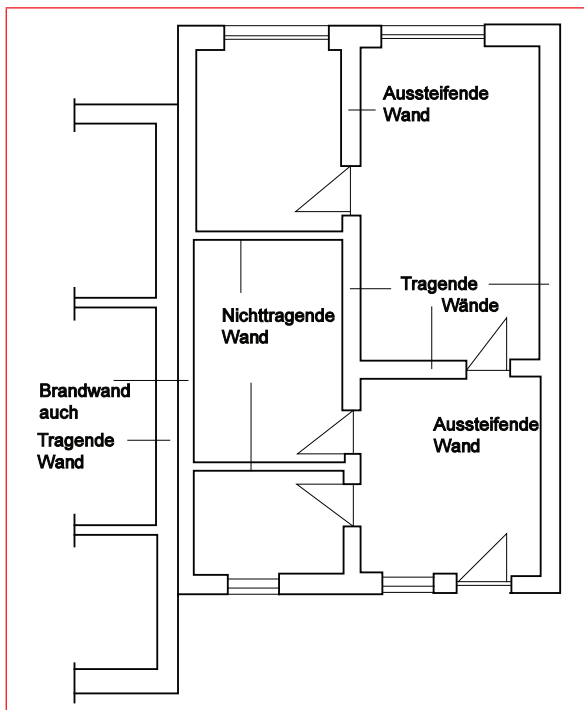 Aussteifende
Wand
Tragende
Wände
Nichttragende
Wand
Brandwand
auch
Tragende
Wand
Aussteifende
Wand